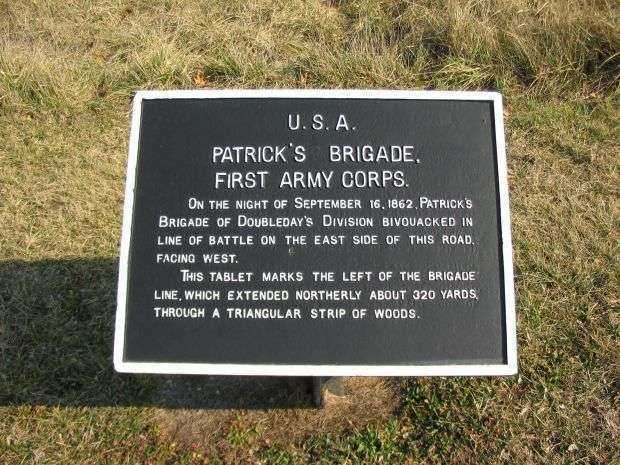 U.S.A.
PATRICK'S BRIGADE,
FIRST ARMY CORPS.
ON THE NIGHT OF SEPTEMBER 16, 1862, PATRICK'S
BRIGADE OF DOUBLEDAY'S DIVISION BIVOUACKED IN
LINE OF BATTLE ON THE EAST SIDE OF THIS ROAD,
FACING WEST.
THIS TABLET MARKS THE LEFT OF THE BRIGADE
LINE, WHICH EXTENDED NORTHERLY ABOUT 320 YARDS,
THROUGH A TRIANGULAR STRIP OF WOODS.